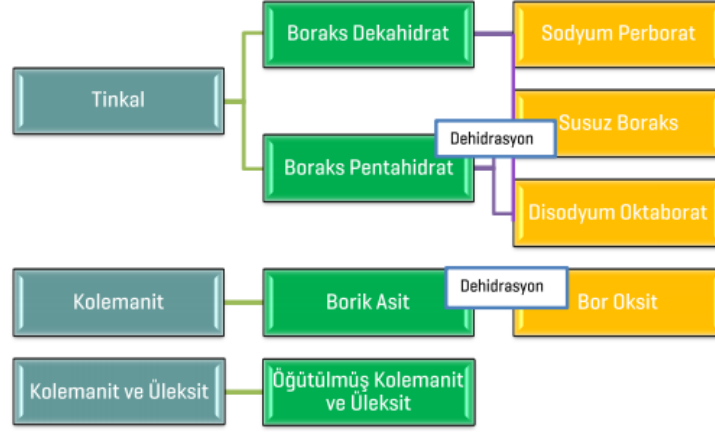 Boraks Dekahidrat
Sodyum Perborat
Tinkal
Susuz Boraks
Dehidrasyon
Boraks Pentahidrat
Disodyum Oktaborat
Kolemanit
Borik Asit
Dehidrasyon
Bor Oksit
Kolemanit ve Üleksit
Öğütülmüş Kolemanit
ve Üleksit